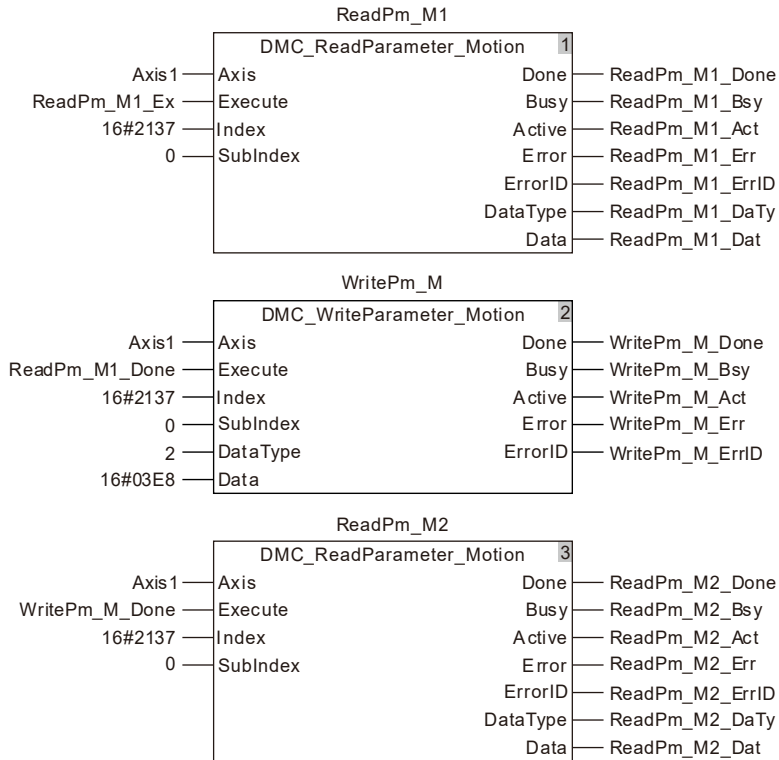 ReadPm_M1
DMC_ReadParameter_Motion 1
Axis1 Axis Done ReadPm_M1_Done
ReadPm_M1_Ex Execute Busy ReadPm_M1_Bsy
16#2137 Index Active ReadPm_M1_Act
0 SubIndex Error ReadPm_M1_Err
ErrorID ReadPm_M1_ErrID
DataType ReadPm_M1_DaTy
Data ReadPm_M1_Dat
WritePm_M
DMC_WriteParameter_Motion 2
Axis1 Axis Done WritePm_M_Done
ReadPm_M1_Done Execute Busy WritePm_M_Bsy
16#2137 Index Active WritePm_M_Act
0 SubIndex Error WritePm_M_Err
2 DataType ErrorID WritePm_M_ErrID
16#03E8 Data
ReadPm_M2
DMC_ReadParameter_Motion 3
Axis1 Axis Done ReadPm_M2_Done
WritePm_M_Done Execute Busy ReadPm_M2_Bsy
16#2137 Index Active ReadPm_M2_Act
0 SubIndex Error ReadPm_M2_Err
ErrorID ReadPm_M2_ErrID
DataType ReadPm_M2_DaTy
Data ReadPm_M2_Dat